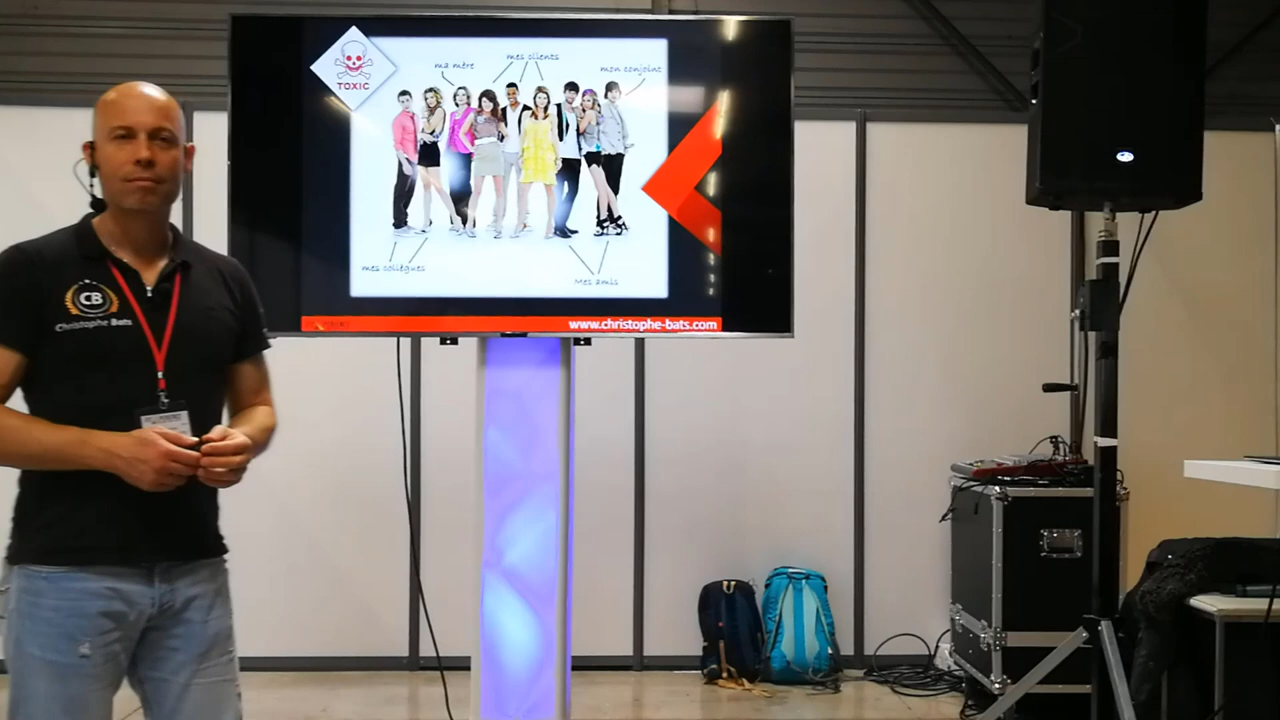 TOXIC
ma mère
mes clients
mon conjoint
mes collègues
Mes amis
www.christophe-bats.com
CB
Christophe Bats